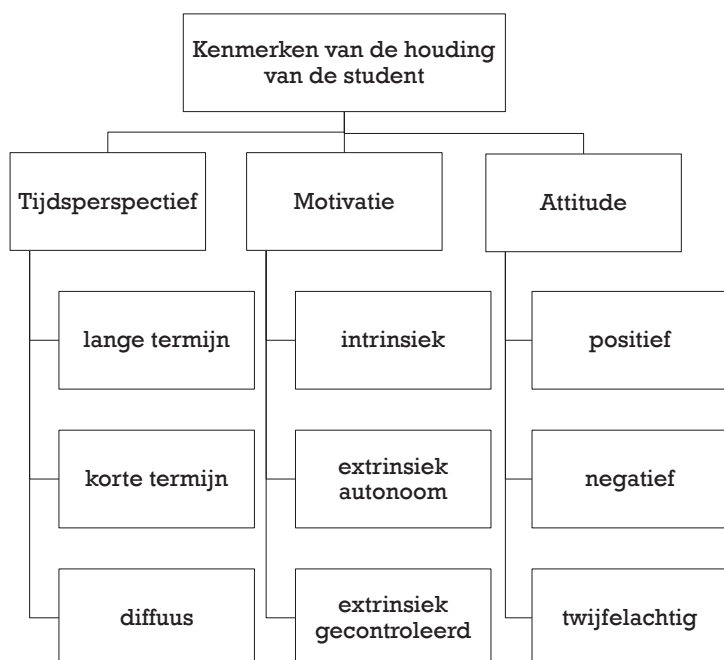 Kenmerken van de houding
van de student
Tijdsperspectief
Motivatie
Attitude
lange termijn
intrinsiek
positief
korte termijn
extrinsiek
autonoom
negatief
diffuus
extrinsiek
gecontroleerd
twijfelachtig